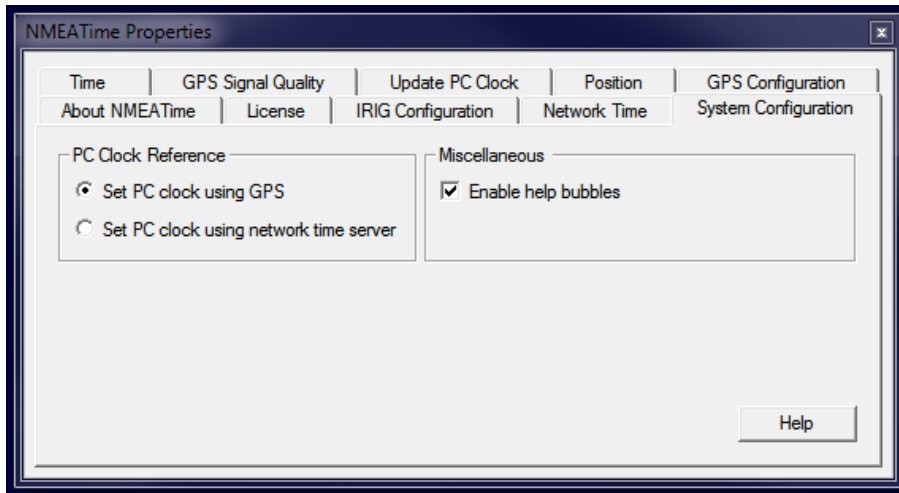 NMEATime Properties
Time GPS Signal Quality Update PC Clock Position GPS Configuration
About NMEATime License IRIG Configuration Network Time System Configuration
PC Clock Reference
Set PC clock using GPS
Set PC clock using network time server
Miscellaneous
Enable help bubbles
Help